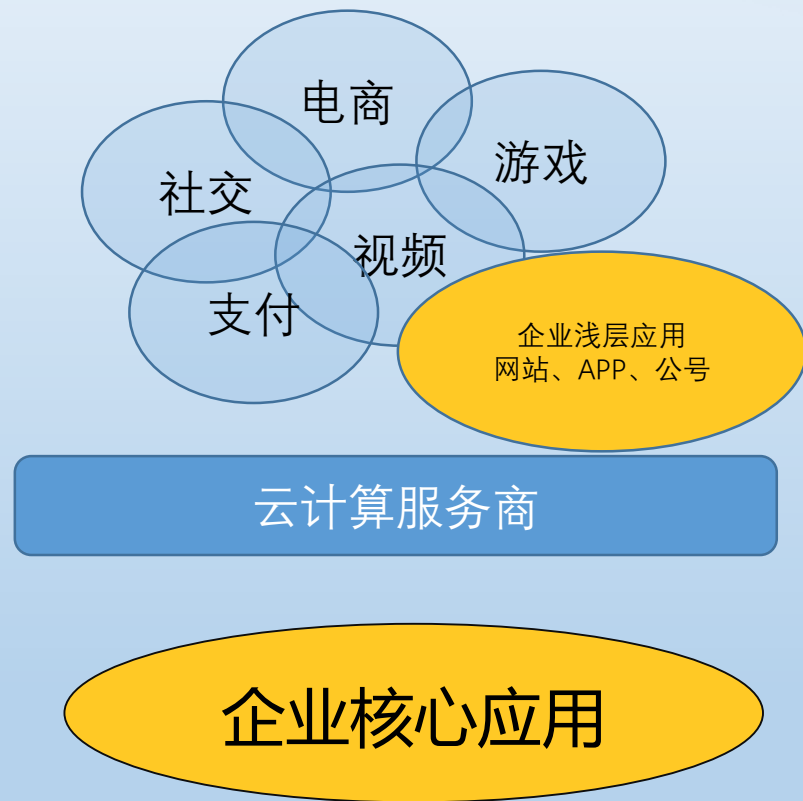 电商
游戏
社交
视频
支付
企业浅层应用
网站、APP、公号
云计算服务商
企业核心应用